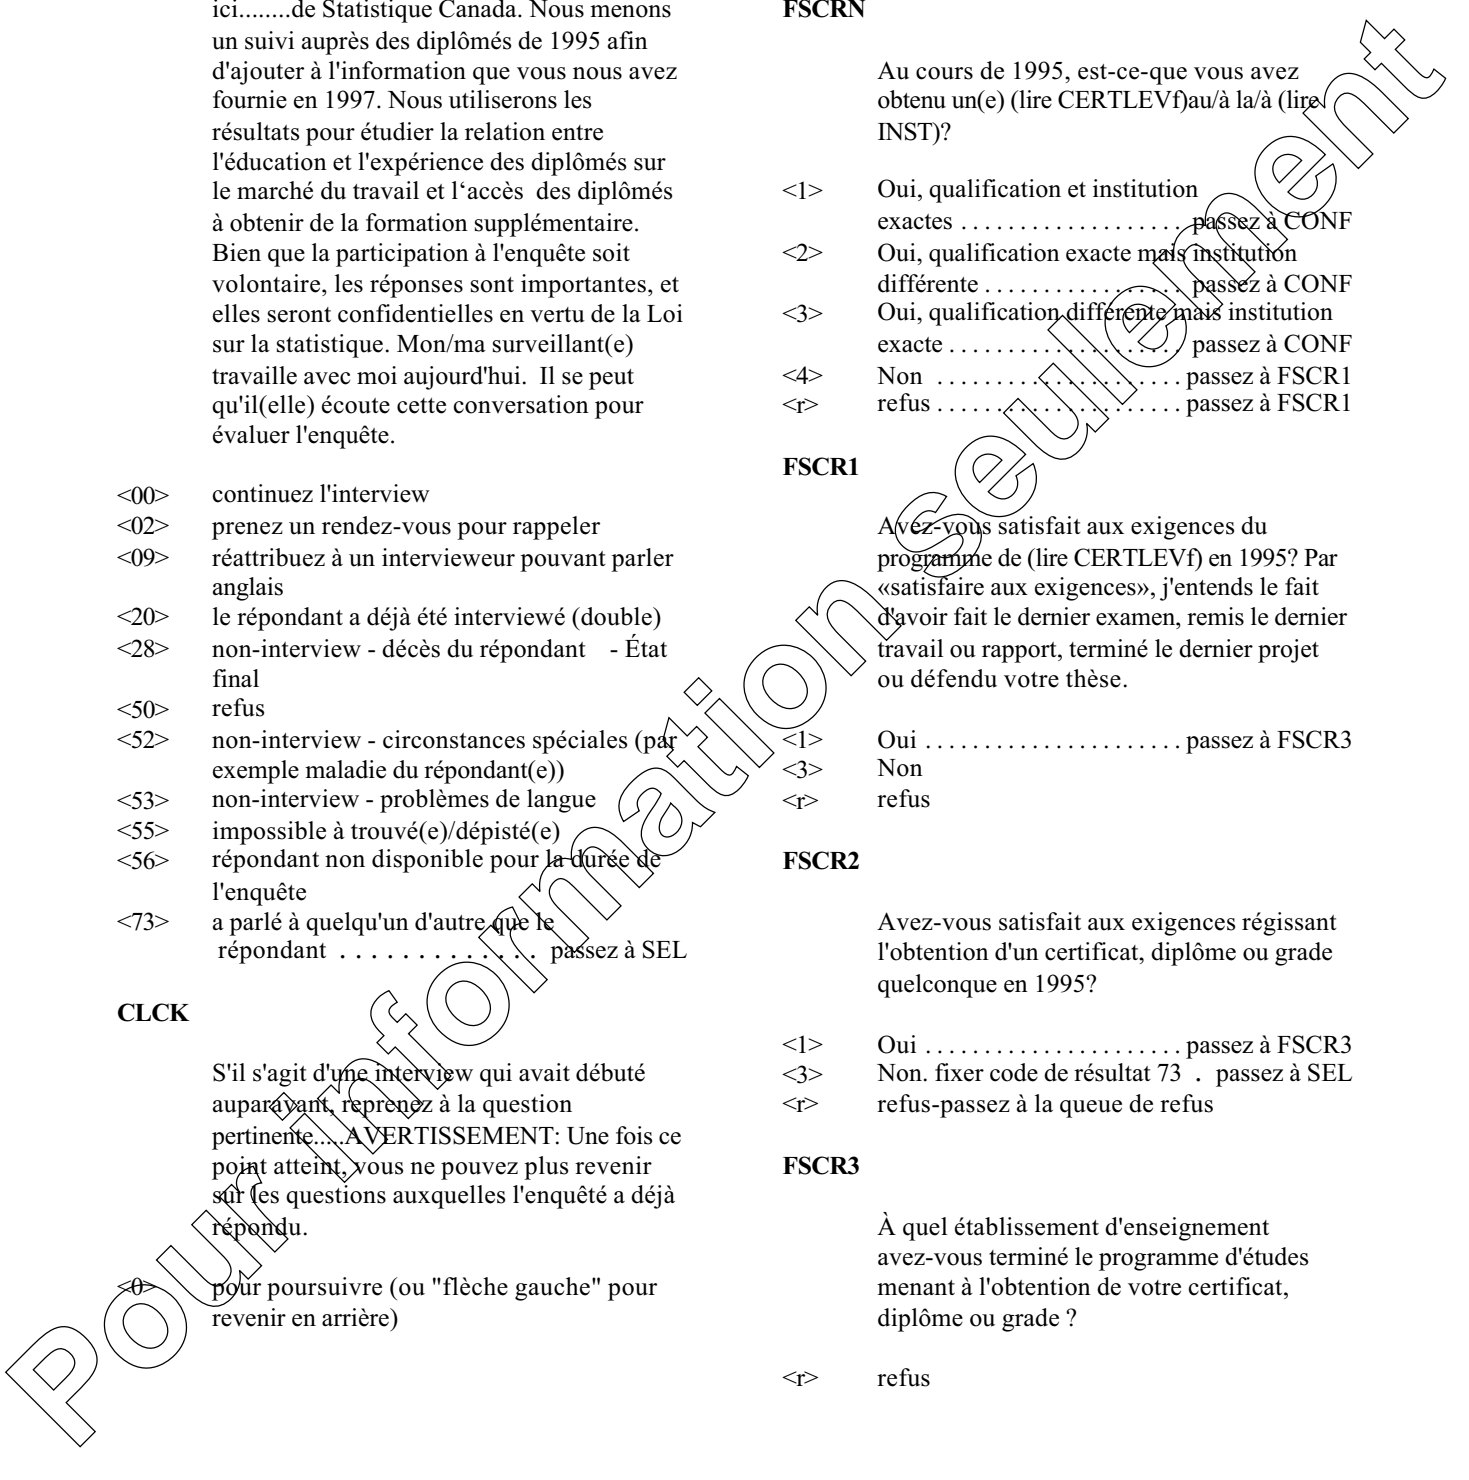 ici........de Statistique Canada. Nous menons
un suivi auprès des diplômés de 1995 afin
d'ajouter à l'information que vous nous avez
fournie en 1997. Nous utiliserons les
résultats pour étudier la relation entre
l'éducation et l'expérience des diplômés sur
le marché du travail et l‘accès des diplômés
à obtenir de la formation supplémentaire.
Bien que la participation à l'enquête soit
volontaire, les réponses sont importantes, et
elles seront confidentielles en vertu de la Loi
sur la statistique. Mon/ma surveillant(e)
travaille avec moi aujourd'hui. Il se peut
qu'il(elle) écoute cette conversation pour
évaluer l'enquête.
<00> continuez l'interview
<02> prenez un rendez-vous pour rappeler
<09> réattribuez à un intervieweur pouvant parler
anglais
<20> le répondant a déjà été interviewé (double)
<28> non-interview - décès du répondant - État
final
<50> refus
<52> non-interview - circonstances spéciales (par
exemple maladie du répondant(e))
<53> non-interview - problèmes de langue
<55> impossible à trouvé(e)/dépisté(e)
<56> répondant non disponible pour la durée de
l'enquête
<73> a parlé à quelqu'un d'autre que le
répondant . . . . . . . . . . . . . passez à SEL
CLCK
S'il s'agit d'une interview qui avait débuté
auparavant, reprenez à la question
pertinente.....AVERTISSEMENT: Une fois ce
point atteint, vous ne pouvez plus revenir
sur les questions auxquelles l'enquêté a déjà
répondu.
<0> pour poursuivre (ou "flèche gauche" pour
revenir en arrière)
FSCRN
Au cours de 1995, est-ce-que vous avez
obtenu un(e) (lire CERTLEVf)au/à la/à (lire
INST)?
<1> Oui, qualification et institution
exactes . . . . . . . . . . . . . . . . . . . passez à CONF
<2> Oui, qualification exacte mais institution
différente . . . . . . . . . . . . . . . . . passez à CONF
<3> Oui, qualification différente mais institution
exacte . . . . . . . . . . . . . . . . . . . . passez à CONF
<4> Non . . . . . . . . . . . . . . . . . . . . . passez à FSCR1
<r> refus . . . . . . . . . . . . . . . . . . . . . passez à FSCR1
FSCR1
Avez-vous satisfait aux exigences du
programme de (lire CERTLEVf) en 1995? Par
«satisfaire aux exigences», j'entends le fait
d'avoir fait le dernier examen, remis le dernier
travail ou rapport, terminé le dernier projet
ou défendu votre thèse.
<1> Oui . . . . . . . . . . . . . . . . . . . . . . passez à FSCR3
<3> Non
<r> refus
FSCR2
Avez-vous satisfait aux exigences régissant
l'obtention d'un certificat, diplôme ou grade
quelconque en 1995?
<1> Oui . . . . . . . . . . . . . . . . . . . . . . passez à FSCR3
<3> Non. fixer code de résultat 73 . passez à SEL
<r> refus-passez à la queue de refus
FSCR3
À quel établissement d'enseignement
avez-vous terminé le programme d'études
menant à l'obtention de votre certificat,
diplôme ou grade ?
<r> refus
Pour information seulement